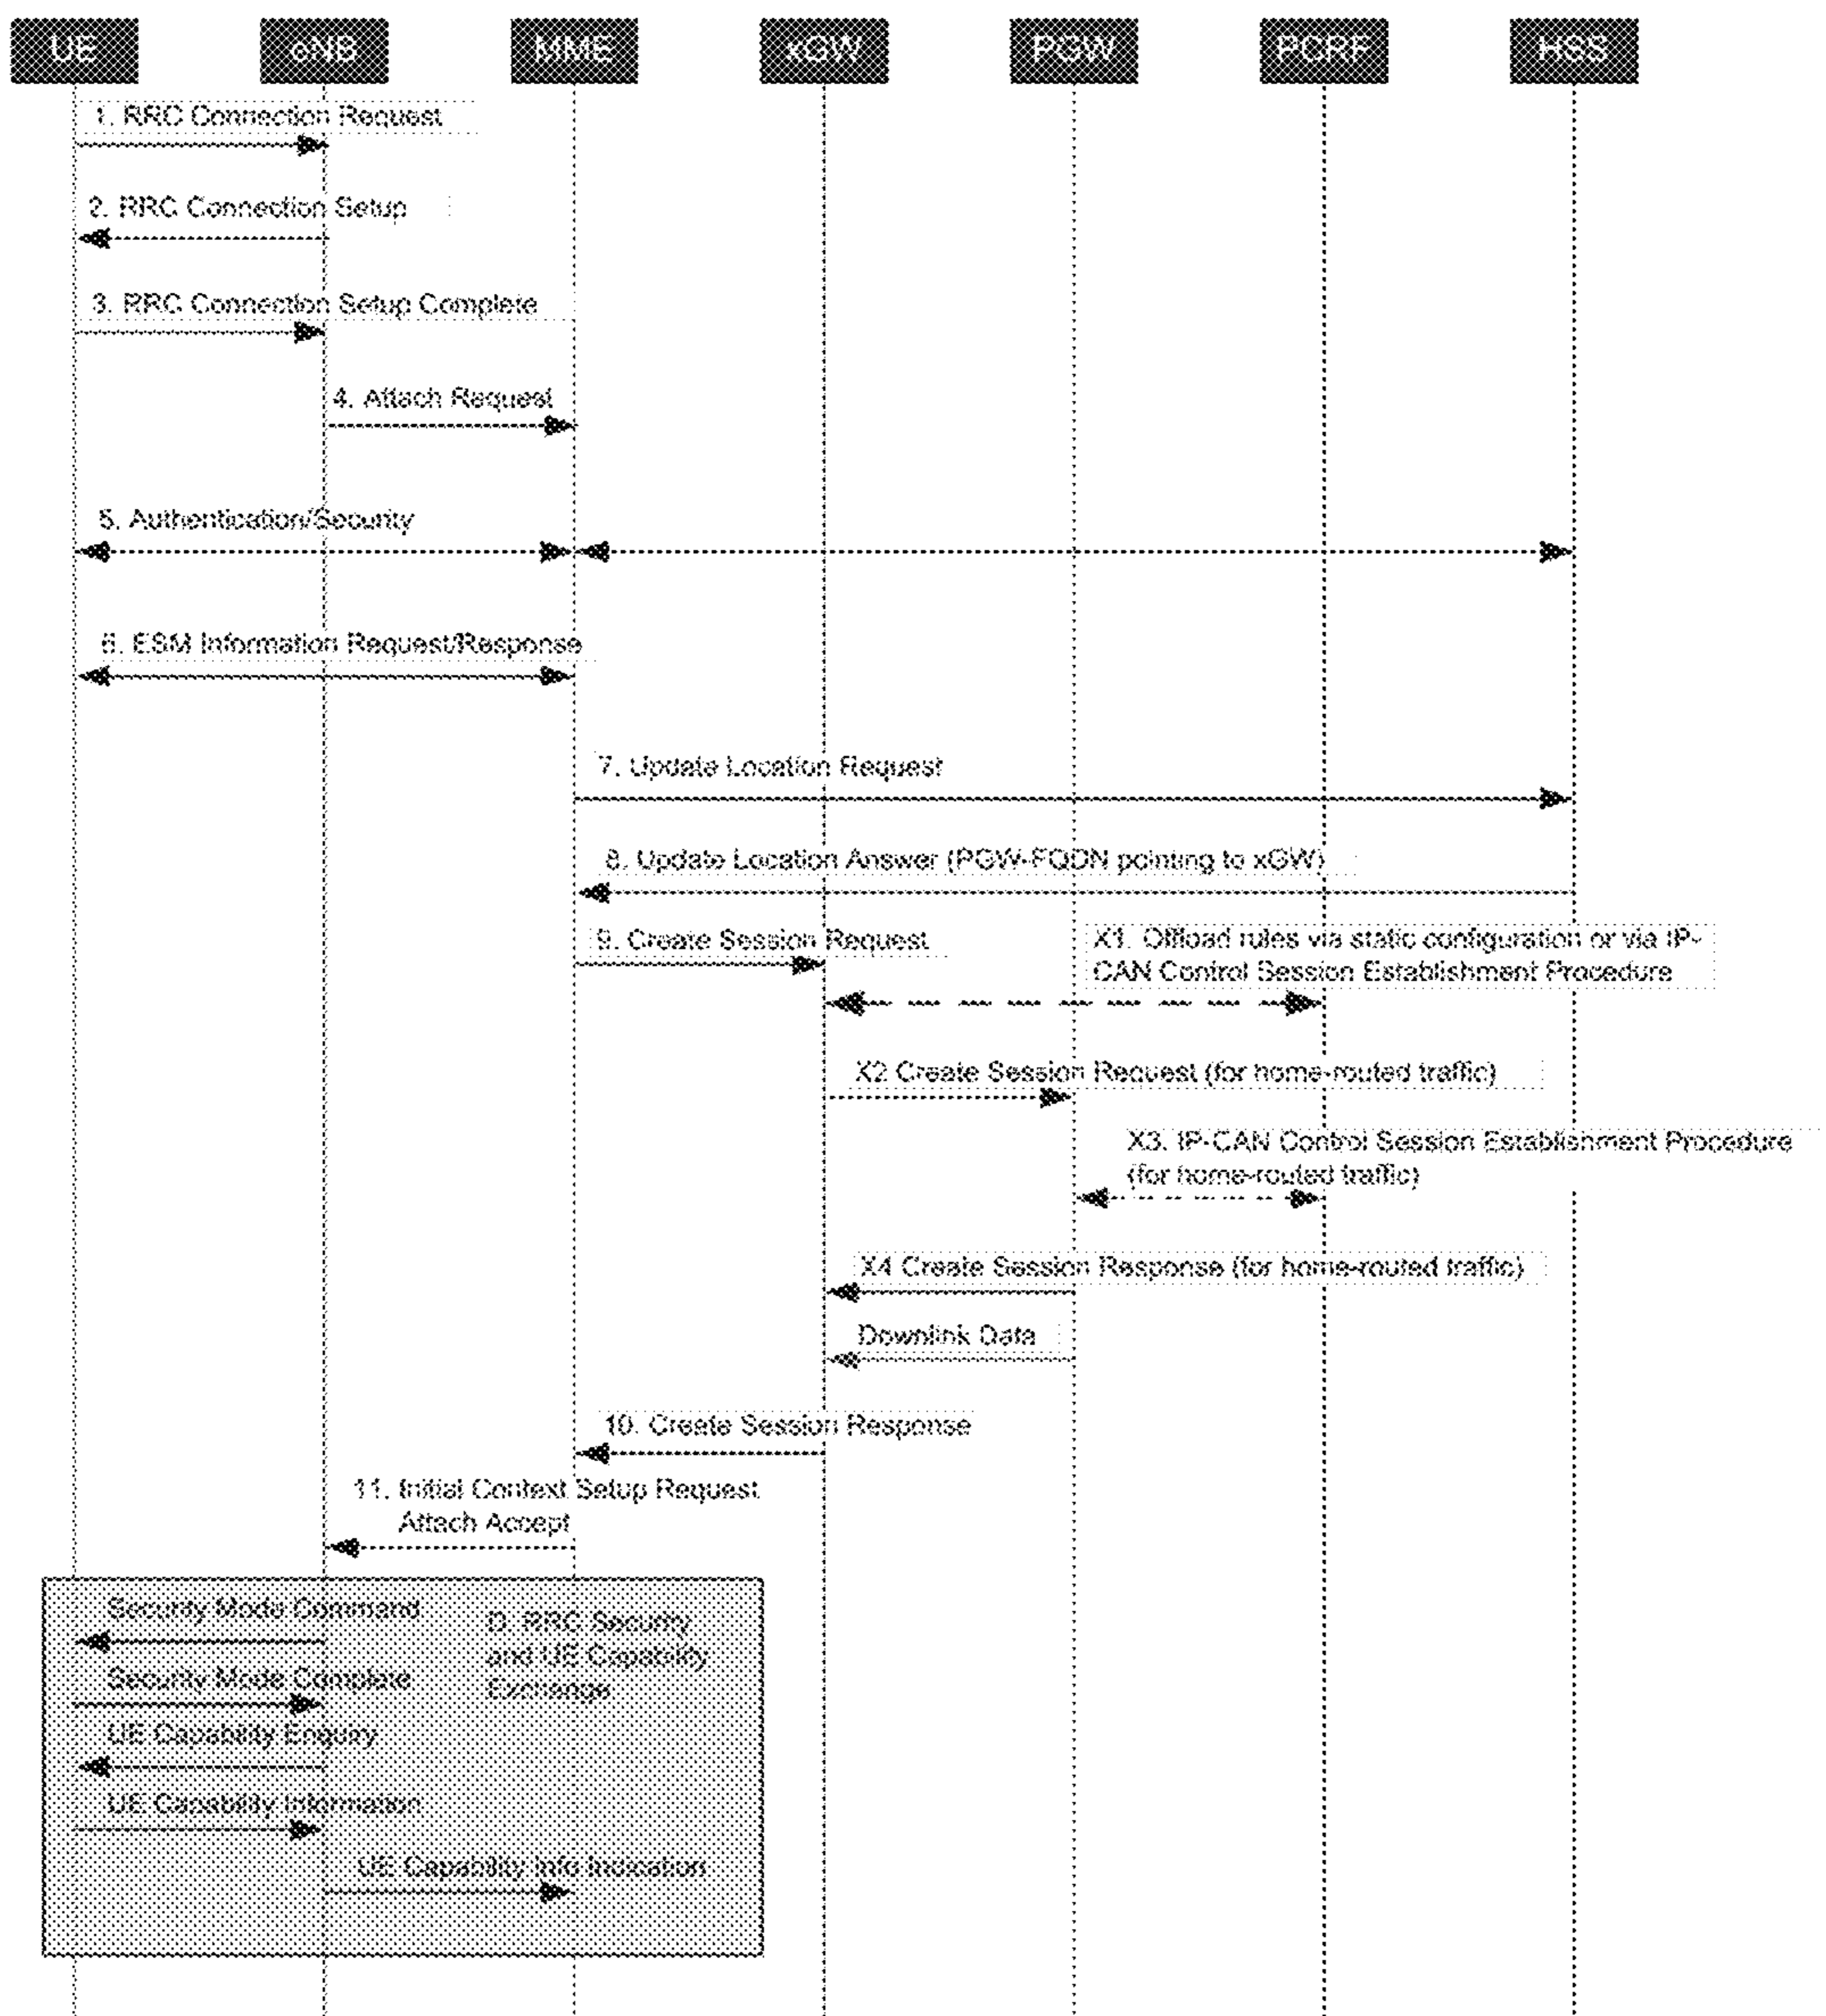 UE
eNB
MME
xGW
PGW
PCRF
HSS
1. RRC Connection Request
2. RRC Connection Setup
3. RRC Connection Setup Complete
4. Attach Request
5. Authentication/Security
6. ESM Information Request/Response
7. Update Location Request
8. Update Location Answer (PGW-FQDN pointing to xGW)
9. Create Session Request
X1. Offload rules via static configuration or via IP-
CAN Control Session Establishment Procedure
X2 Create Session Request (for home-routed traffic)
X3. IP-CAN Control Session Establishment Procedure
(for home-routed traffic)
X4 Create Session Response (for home-routed traffic)
Downlink Data
10. Create Session Response
11. Initial Context Setup Request
Attach Accept
Security Mode Command
D. RRC Security
and UE Capability
Exchange
Security Mode Complete
UE Capability Enquiry
UE Capability Information
UE Capability Info Indication